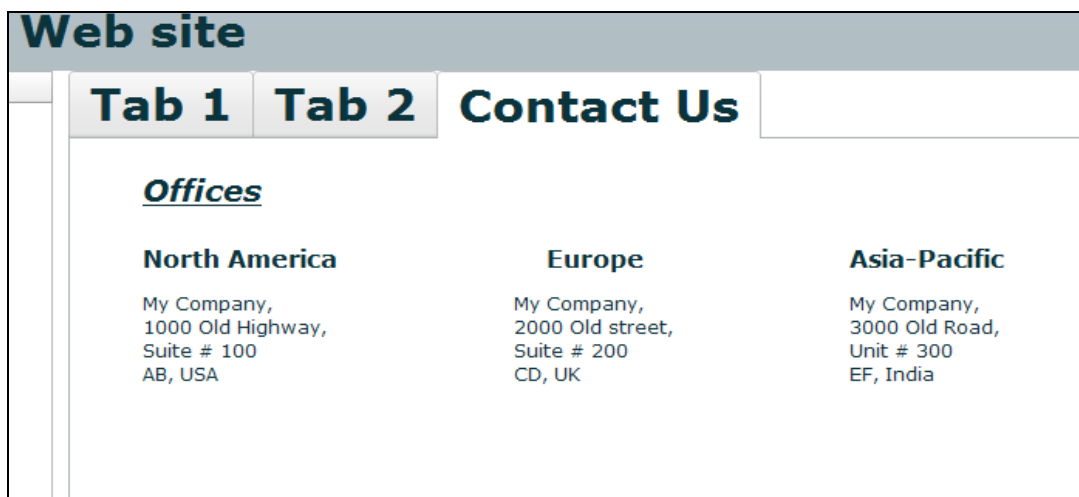 Web site
Tab 1 Tab 2 Contact Us
Offices
North America
My Company,
1000 Old Highway,
Suite # 100
AB, USA
Europe
My Company,
2000 Old street,
Suite # 200
CD, UK
Asia-Pacific
My Company,
3000 Old Road,
Unit # 300
EF, India